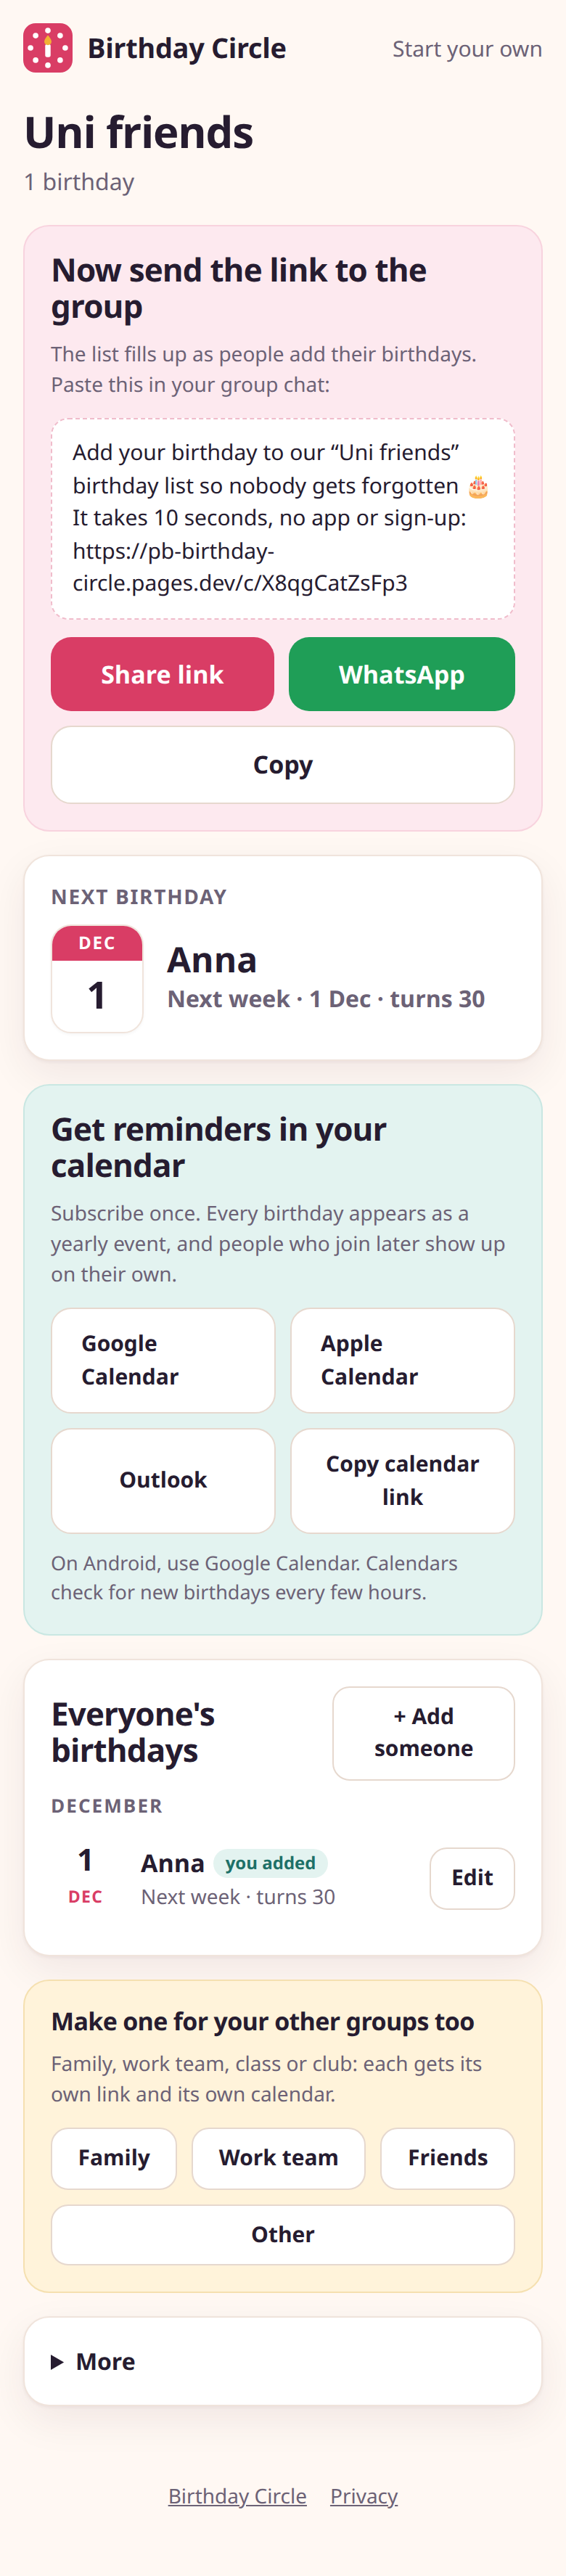 Birthday Circle
Start your own
Uni friends
1 birthday
Now send the link to the
group
The list fills up as people add their birthdays.
Paste this in your group chat:
Add your birthday to our “Uni friends”
birthday list so nobody gets forgotten 🎂
It takes 10 seconds, no app or sign-up:
https://pb-birthday-
circle.pages.dev/c/X8qgCatZsFp3
Share link
WhatsApp
Copy
NEXT BIRTHDAY
DEC
1
Anna
Next week · 1 Dec · turns 30
Get reminders in your
calendar
Subscribe once. Every birthday appears as a
yearly event, and people who join later show up
on their own.
Google
Calendar
Apple
Calendar
Outlook
Copy calendar
link
On Android, use Google Calendar. Calendars
check for new birthdays every few hours.
Everyone's
birthdays
+ Add
someone
DECEMBER
1
DEC
Anna you added
Next week · turns 30
Edit
Make one for your other groups too
Family, work team, class or club: each gets its
own link and its own calendar.
Family
Work team
Friends
Other
More
Birthday Circle
Privacy